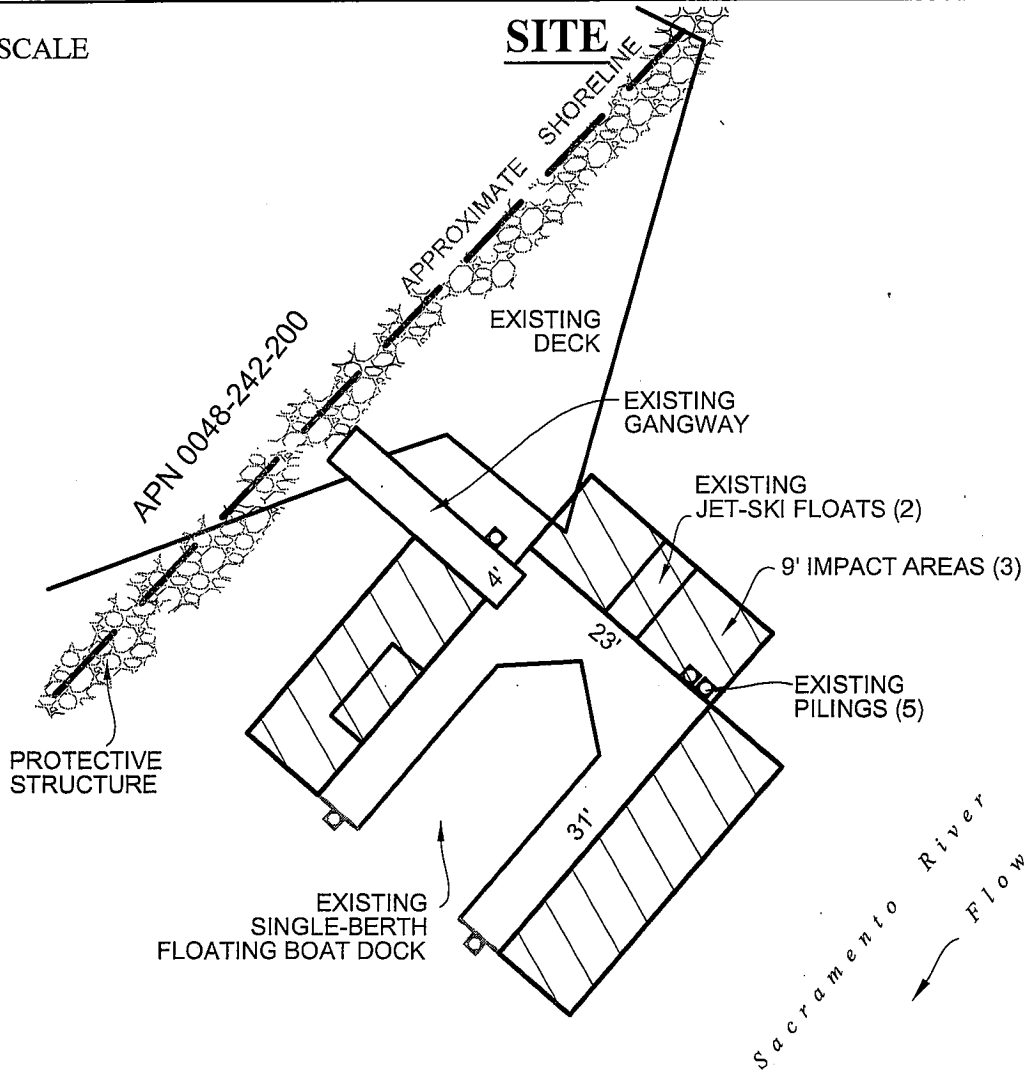 SCALE
SITE
APPROXIMATE SHORELINE
APN 0048-242-200
EXISTING
DECK
EXISTING
GANGWAY
EXISTING
JET-SKI FLOATS (2)
9' IMPACT AREAS (3)
4'
23'
EXISTING
PILINGS (5)
PROTECTIVE
STRUCTURE
31'
EXISTING
SINGLE-BERTH
FLOATING BOAT DOCK
Sacramento River
Flow